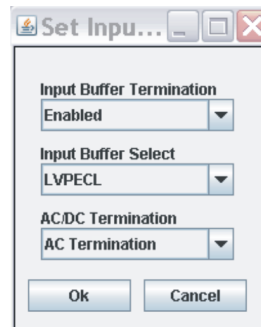 Set Inpu...
Input Buffer Termination
Enabled
Input Buffer Select
LVPECL
AC/DC Termination
AC Termination
Ok
Cancel